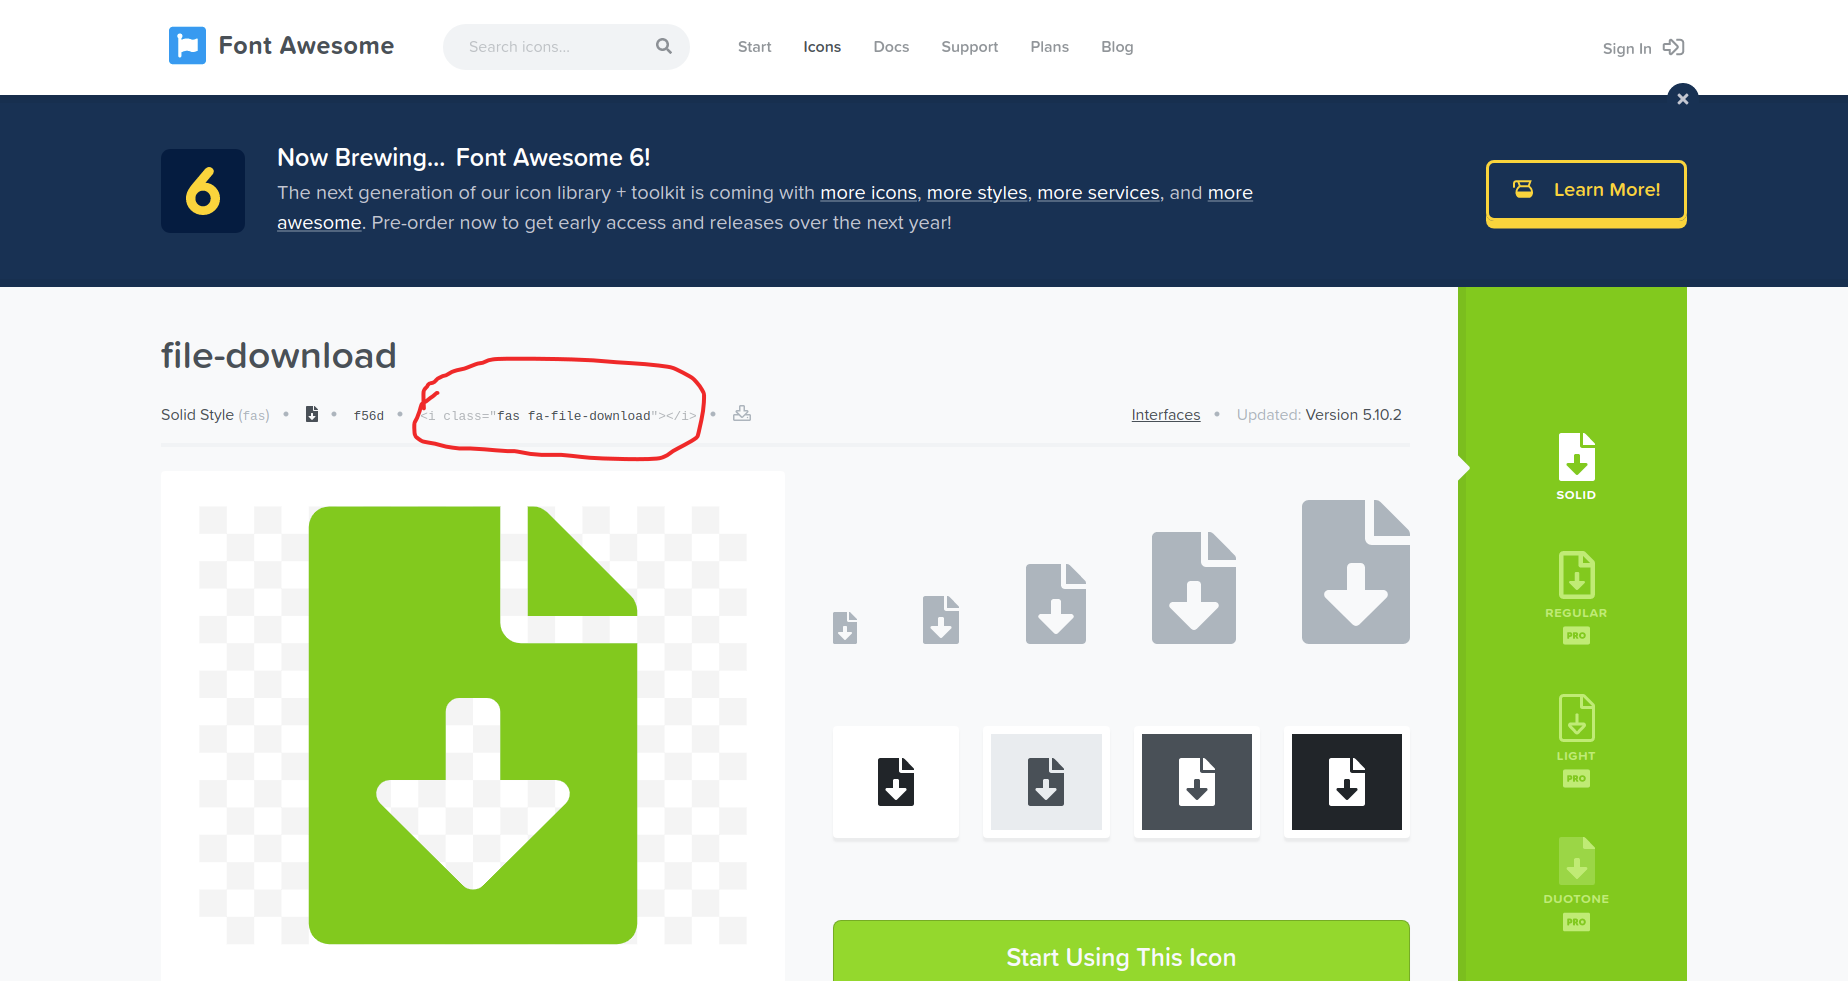 Font Awesome
Search icons...
Start
Icons
Docs
Support
Plans
Blog
Sign In
6
Now Brewing... Font Awesome 6!
The next generation of our icon library + toolkit is coming with more icons, more styles, more services, and more
awesome. Pre-order now to get early access and releases over the next year!
Learn More!
file-download
Solid Style (fas) • • f56d • <i class="fas fa-file-download"></i> •
Interfaces • Updated: Version 5.10.2
SOLID
REGULAR
PRO
LIGHT
PRO
DUOTONE
PRO
Start Using This Icon